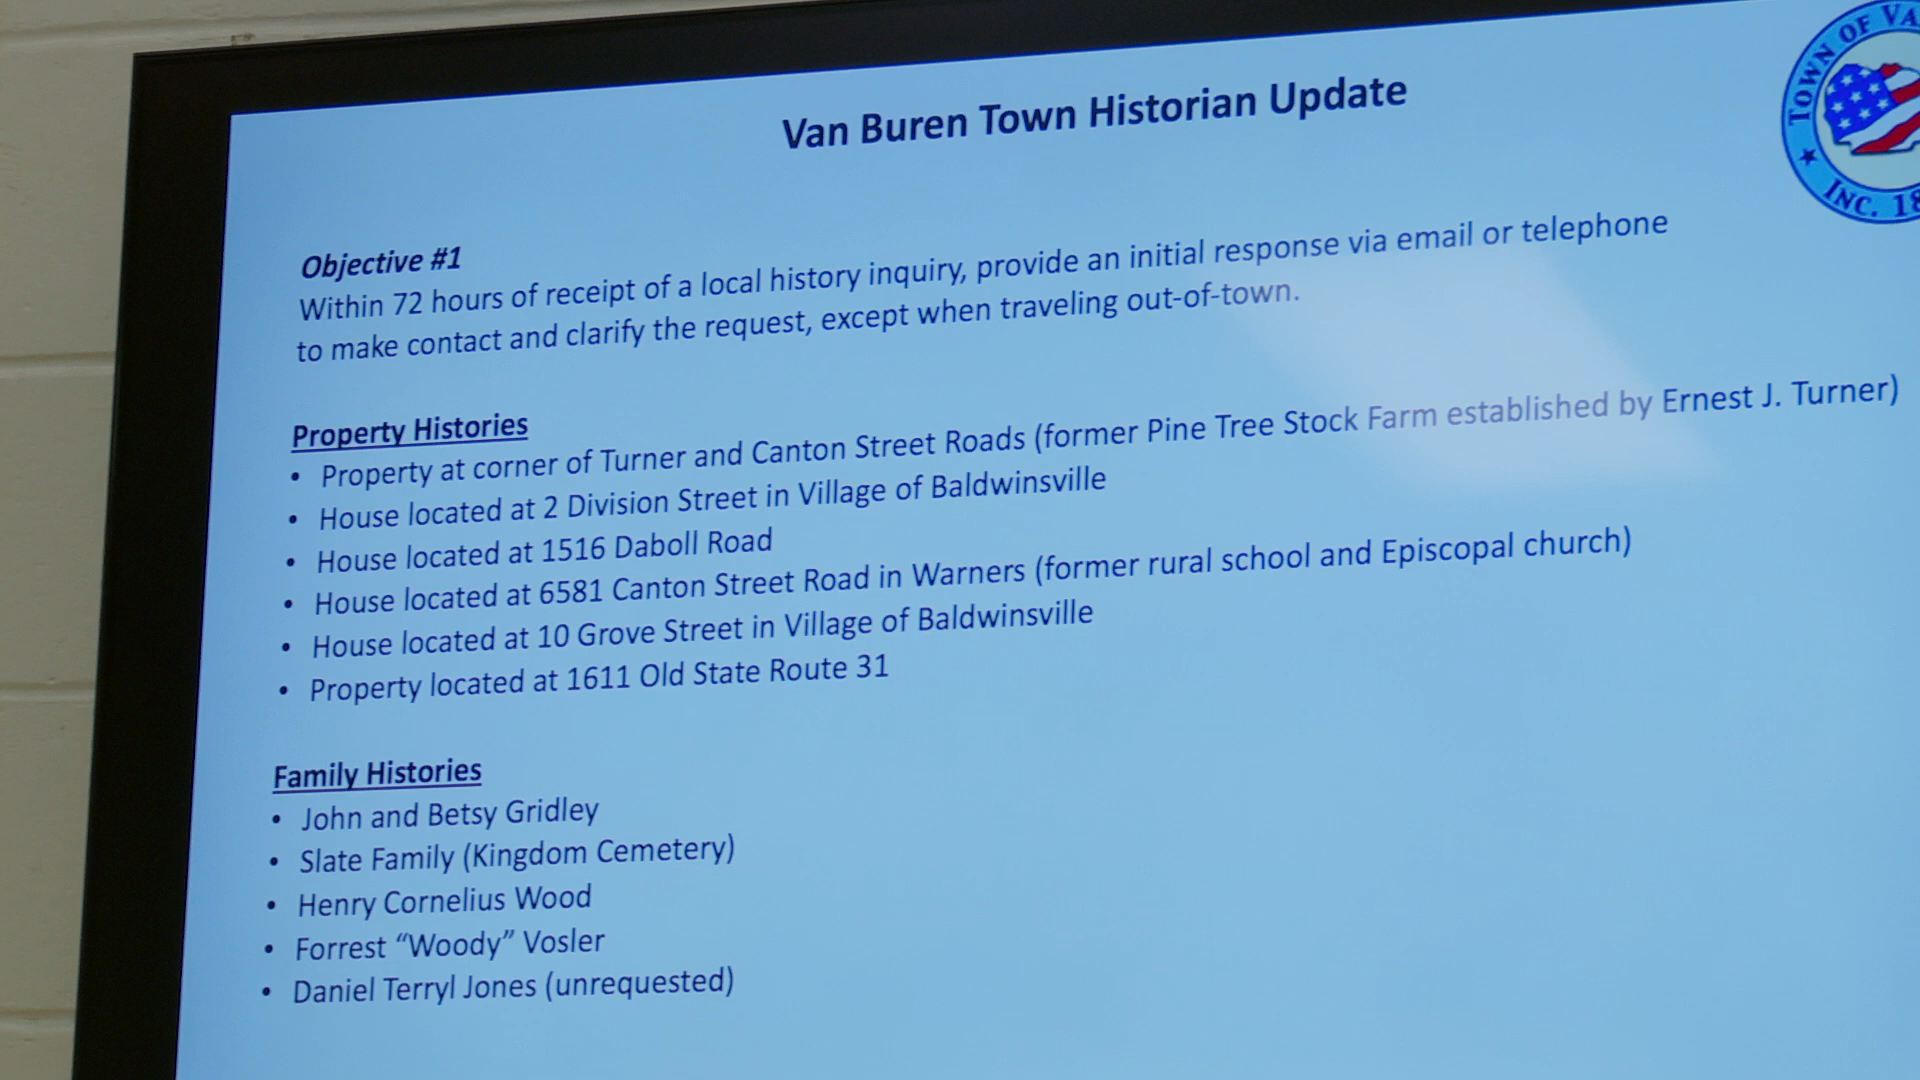 Van Buren Town Historian Update
TOWN OF VA
INC. 18
Objective #1
Within 72 hours of receipt of a local history inquiry, provide an initial response via email or telephone
to make contact and clarify the request, except when traveling out-of-town.
Property Histories
• Property at corner of Turner and Canton Street Roads (former Pine Tree Stock Farm established by Ernest J. Turner)
• House located at 2 Division Street in Village of Baldwinsville
• House located at 1516 Daboll Road
• House located at 6581 Canton Street Road in Warners (former rural school and Episcopal church)
• House located at 10 Grove Street in Village of Baldwinsville
• Property located at 1611 Old State Route 31
Family Histories
• John and Betsy Gridley
• Slate Family (Kingdom Cemetery)
• Henry Cornelius Wood
• Forrest “Woody” Vosler
• Daniel Terryl Jones (unrequested)